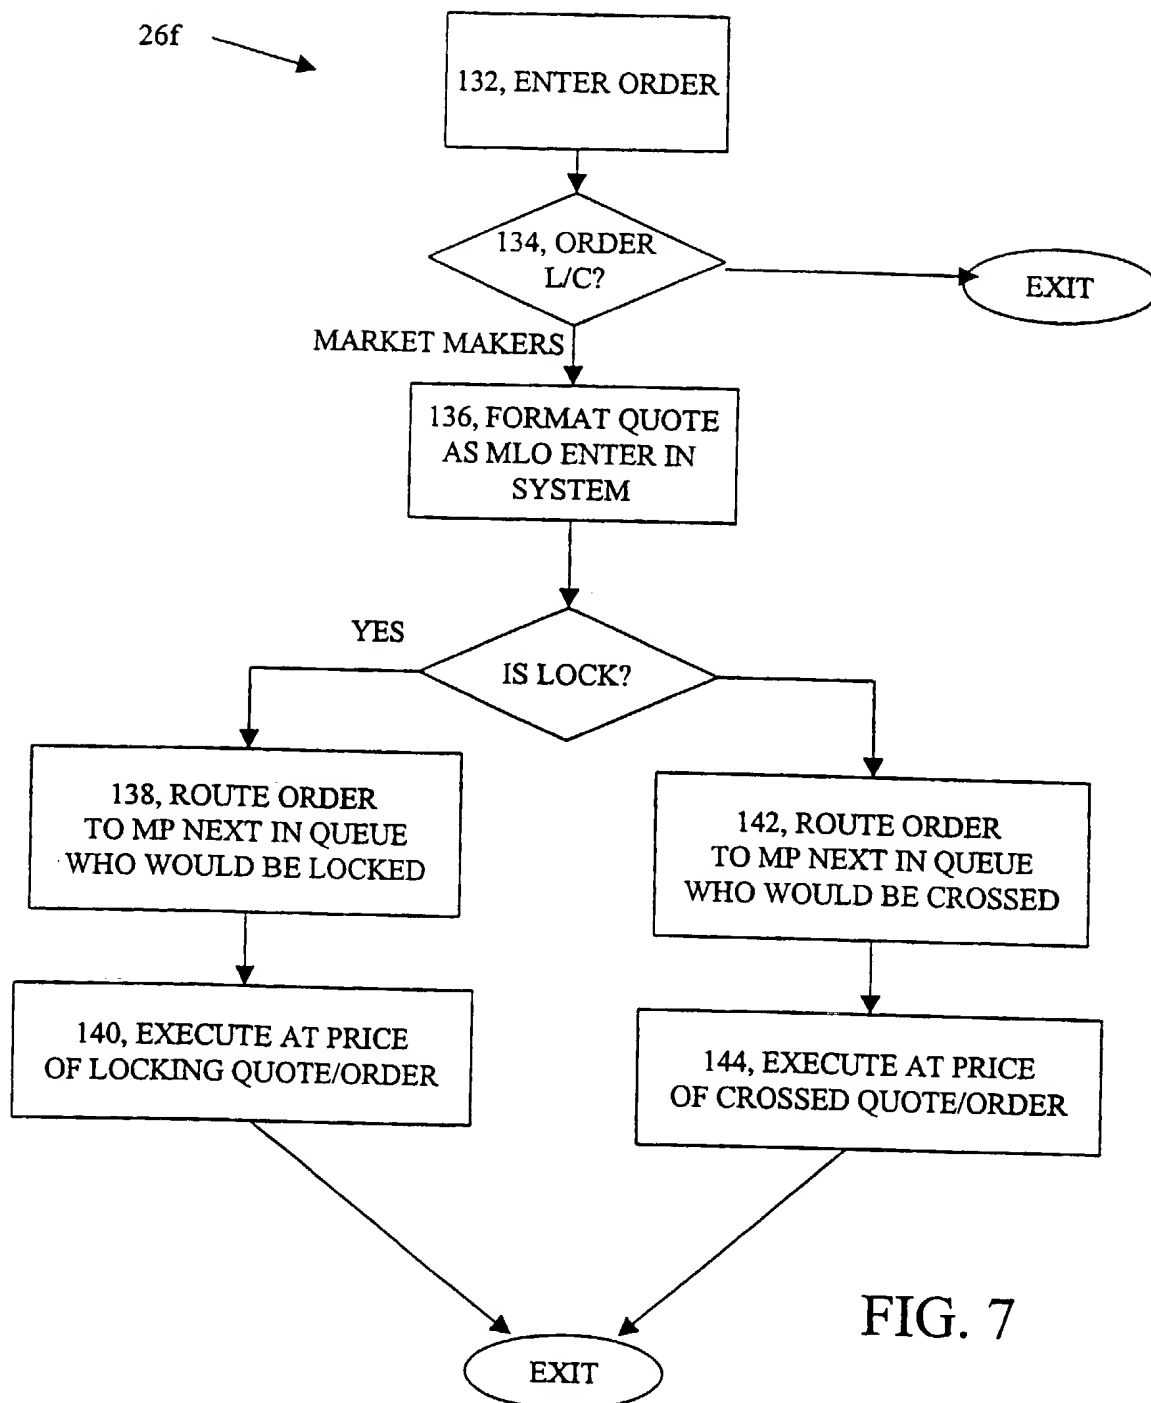 26f
132, ENTER ORDER
134, ORDER
L/C?
EXIT
MARKET MAKERS
136, FORMAT QUOTE
AS MLO ENTER IN
SYSTEM
YES
IS LOCK?
138, ROUTE ORDER
TO MP NEXT IN QUEUE
WHO WOULD BE LOCKED
142, ROUTE ORDER
TO MP NEXT IN QUEUE
WHO WOULD BE CROSSED
140, EXECUTE AT PRICE
OF LOCKING QUOTE/ORDER
144, EXECUTE AT PRICE
OF CROSSED QUOTE/ORDER
FIG. 7
EXIT